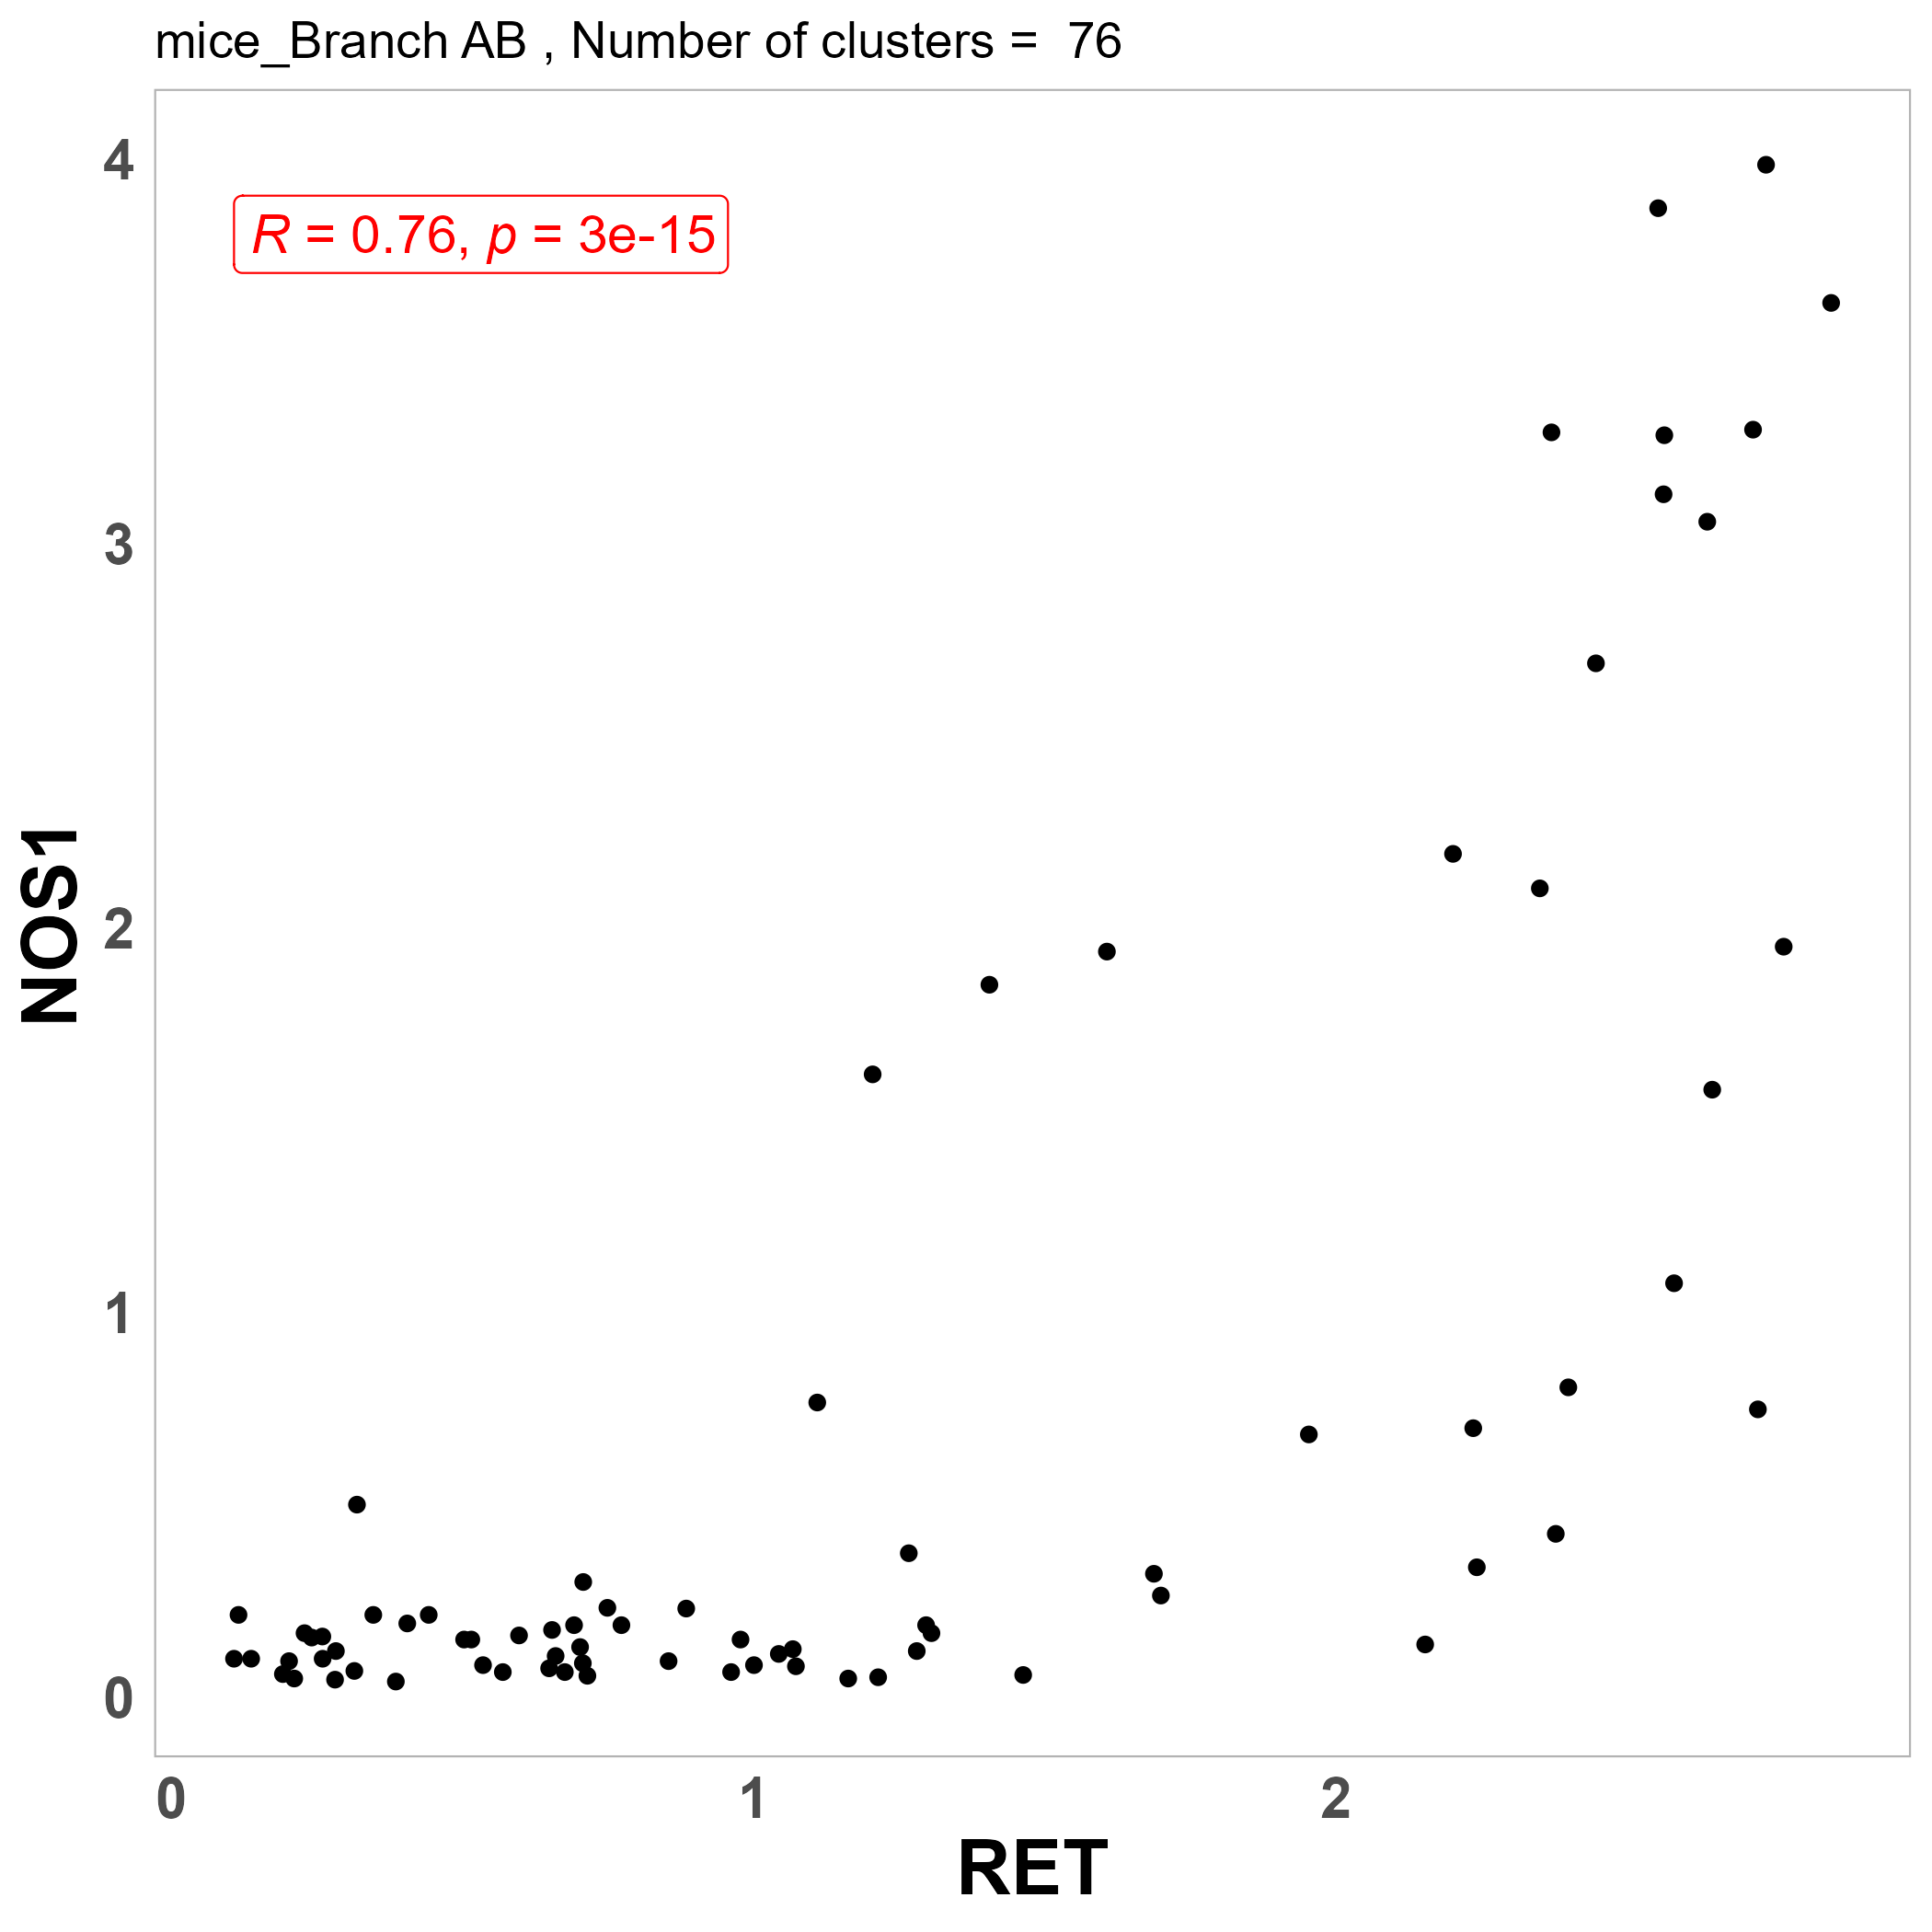 mice_Branch AB , Number of clusters =  76
R = 0.76, p = 3e-15
4
3
2
1
0
NOS1
0 1 2
RET